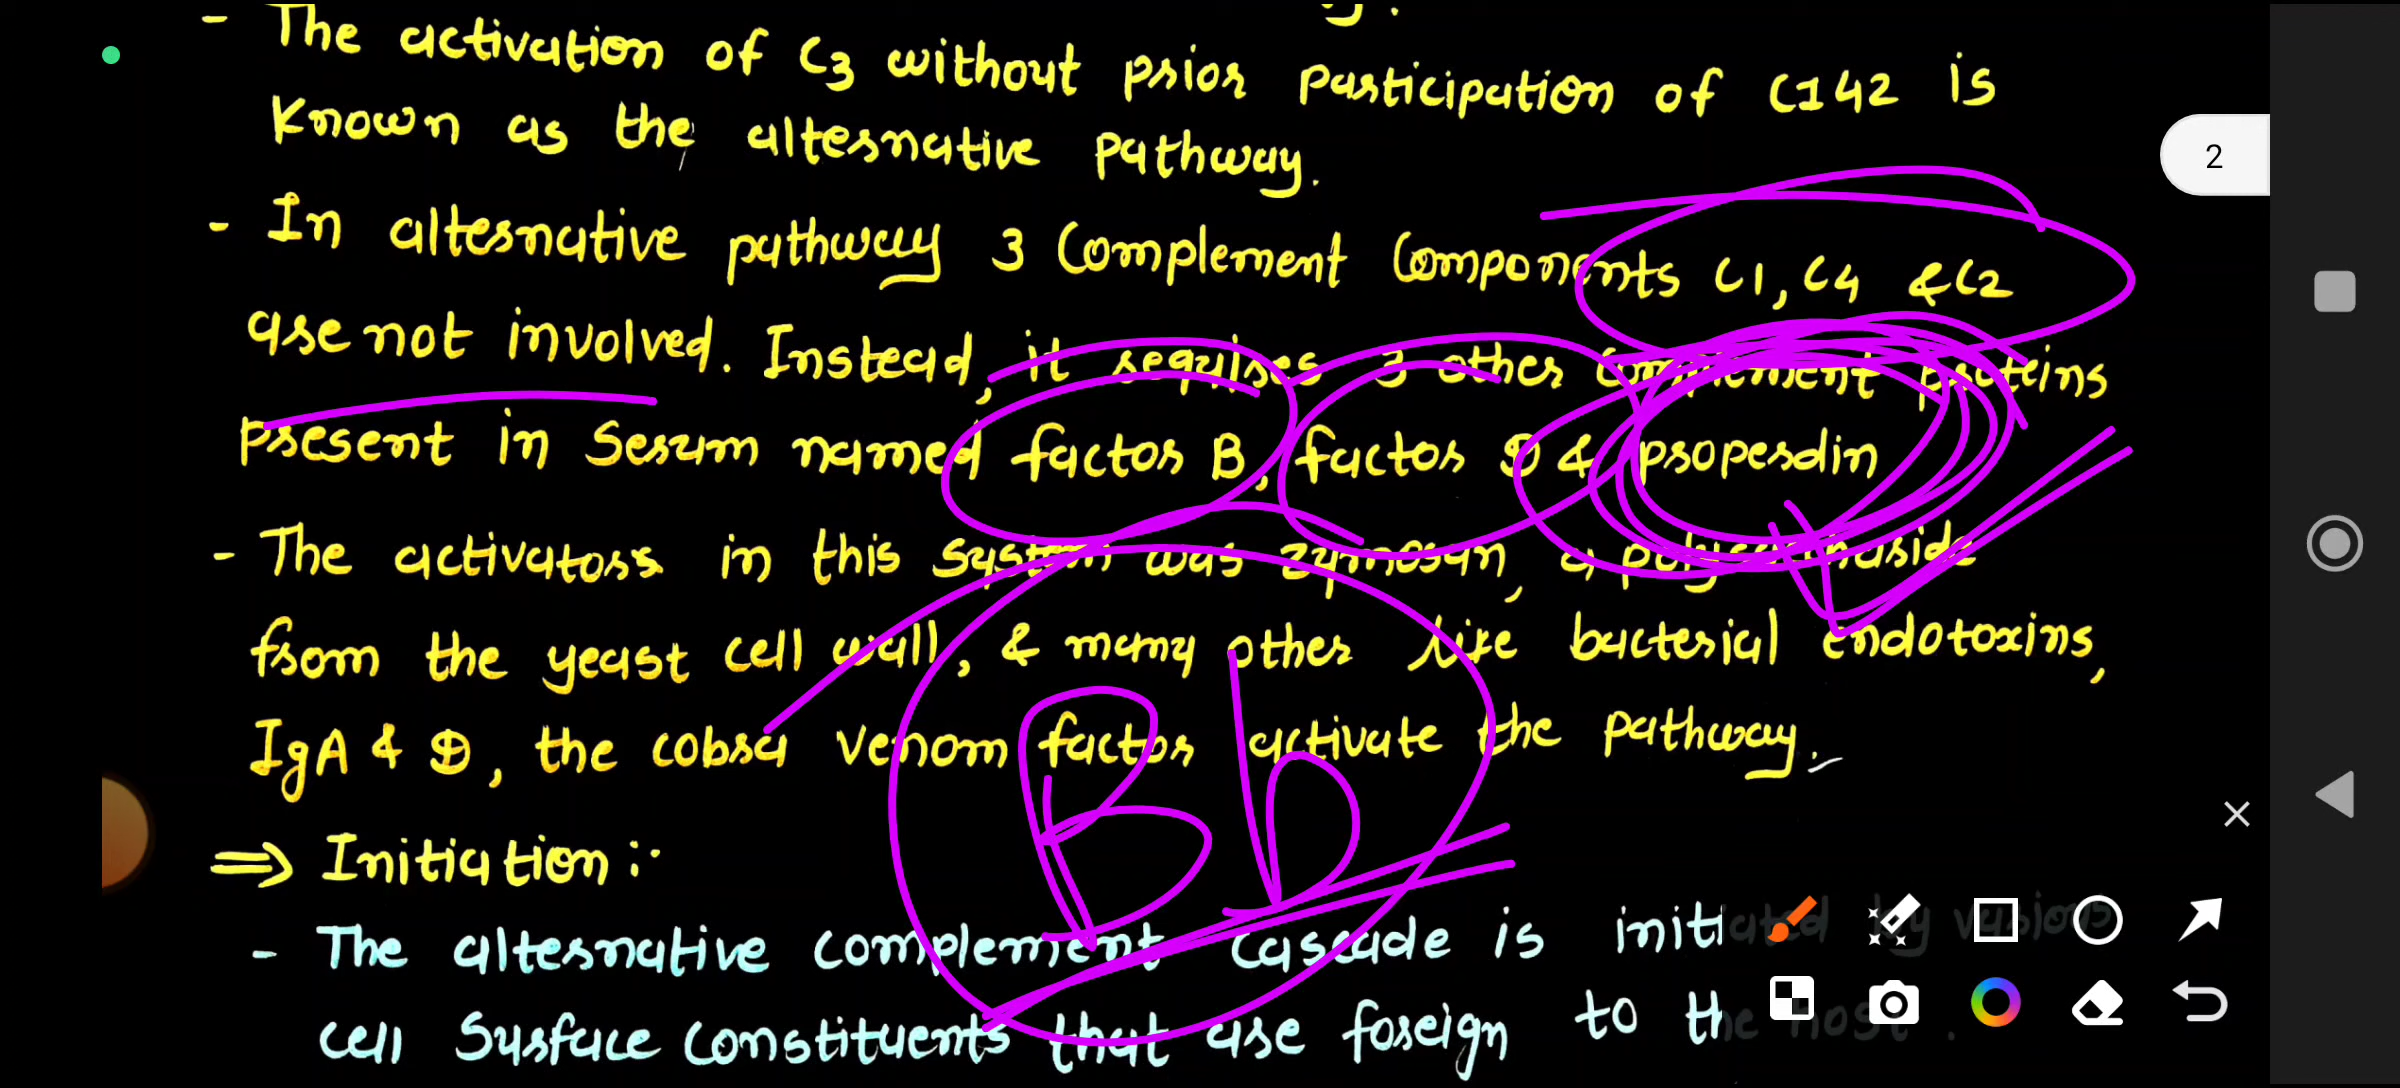 - The activation of C3 without prior participation of C142 is
known as the alternative pathway.
- In alternative pathway 3 complement components C1, C4 & C2
are not involved. Instead, it requires 3 other complement proteins
present in serum named factor B, factor D & properdin
- The activators in this system was zymosan, a polysaccharide
from the yeast cell wall, & many other like bacterial endotoxins,
IgA & D, the cobra venom factor activate the pathway.
Bb
⇒ Initiation :-
- The alternative complement cascade is initiated by various
cell surface constituents that are foreign to the host.
2